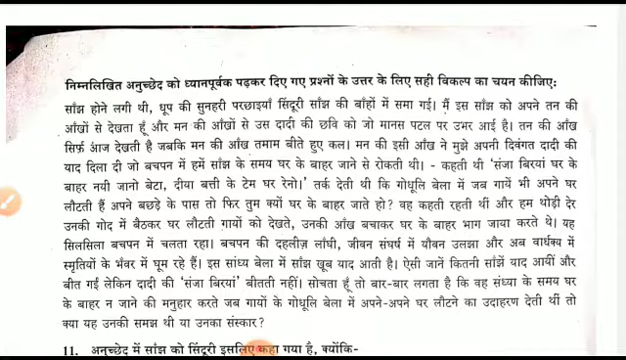 निम्नलिखित अनुच्छेद को ध्यानपूर्वक पढ़कर दिए गए प्रश्नों के उत्तर के लिए सही विकल्प का चयन कीजिए:
साँझ होने लगी थी, धूप की सुनहरी परछाइयाँ सिंदूरी साँझ की बाँहों में समा गई। मैं इस साँझ को अपने तन की
आँखों से देखता हूँ और मन की आँखों से उस दादी की छवि को जो मानस पटल पर उभर आई है। तन की आँख
सिर्फ़ आज देखती है जबकि मन की आँख तमाम बीते हुए कल। मन की इसी आँख ने मुझे अपनी दिवंगत दादी की
याद दिला दी जो बचपन में हमें साँझ के समय घर के बाहर जाने से रोकती थी। - कहती थी 'संजा बिरयां घर के
बाहर नयी जानो बेटा, दीया बत्ती के टेम घर रेनो।' तर्क देती थी कि गोधूलि बेला में जब गायें भी अपने घर
लौटती हैं अपने बछड़े के पास तो फिर तुम क्यों घर के बाहर जाते हो? वह कहती रहती थीं और हम थोड़ी देर
उनकी गोद में बैठकर घर लौटती गायों को देखते, उनकी आँख बचाकर घर के बाहर भाग जाया करते थे। यह
सिलसिला बचपन में चलता रहा। बचपन की दहलीज़ लाँघी, जीवन संघर्ष में यौवन उलझा और अब वार्धक्य में
स्मृतियों के भँवर में घूम रहे हैं। इस सांध्य बेला में साँझ खूब याद आती है। ऐसी जानें कितनी साँझें याद आयीं और
बीत गईं लेकिन दादी की 'संजा बिरयां' बीतती नहीं। सोचता हूँ तो बार-बार लगता है कि वह संध्या के समय घर
के बाहर न जाने की मनुहार करते जब गायों के गोधूलि बेला में अपने-अपने घर लौटने का उदाहरण देती थीं तो
क्या यह उनकी समझ थी या उनका संस्कार?
11. अनुच्छेद में सांझ को सिंदूरी इसलिए कहा गया है, क्योंकि-